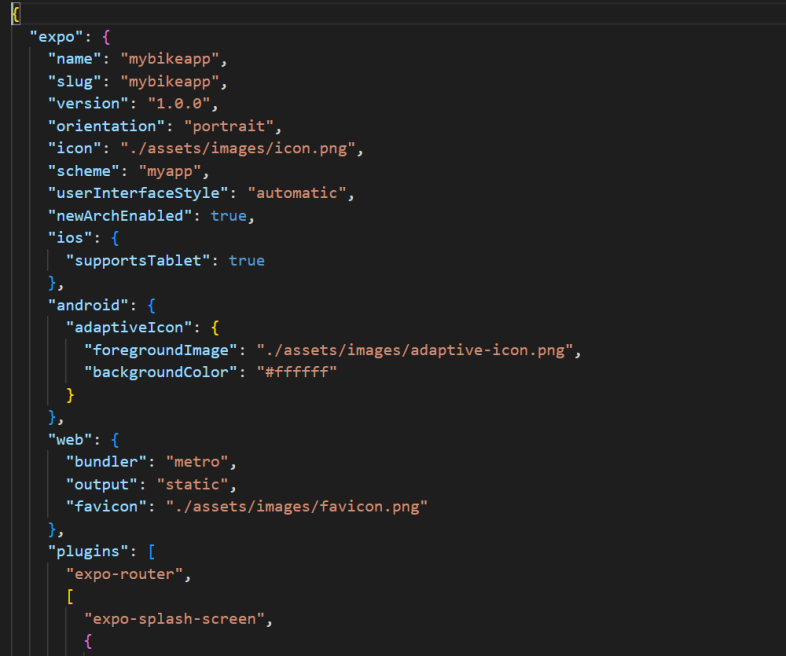 {
"expo": {
"name": "mybikeapp",
"slug": "mybikeapp",
"version": "1.0.0",
"orientation": "portrait",
"icon": "./assets/images/icon.png",
"scheme": "myapp",
"userInterfaceStyle": "automatic",
"newArchEnabled": true,
"ios": {
"supportsTablet": true
},
"android": {
"adaptiveIcon": {
"foregroundImage": "./assets/images/adaptive-icon.png",
"backgroundColor": "#ffffff"
}
},
"web": {
"bundler": "metro",
"output": "static",
"favicon": "./assets/images/favicon.png"
},
"plugins": [
"expo-router",
[
"expo-splash-screen",
{